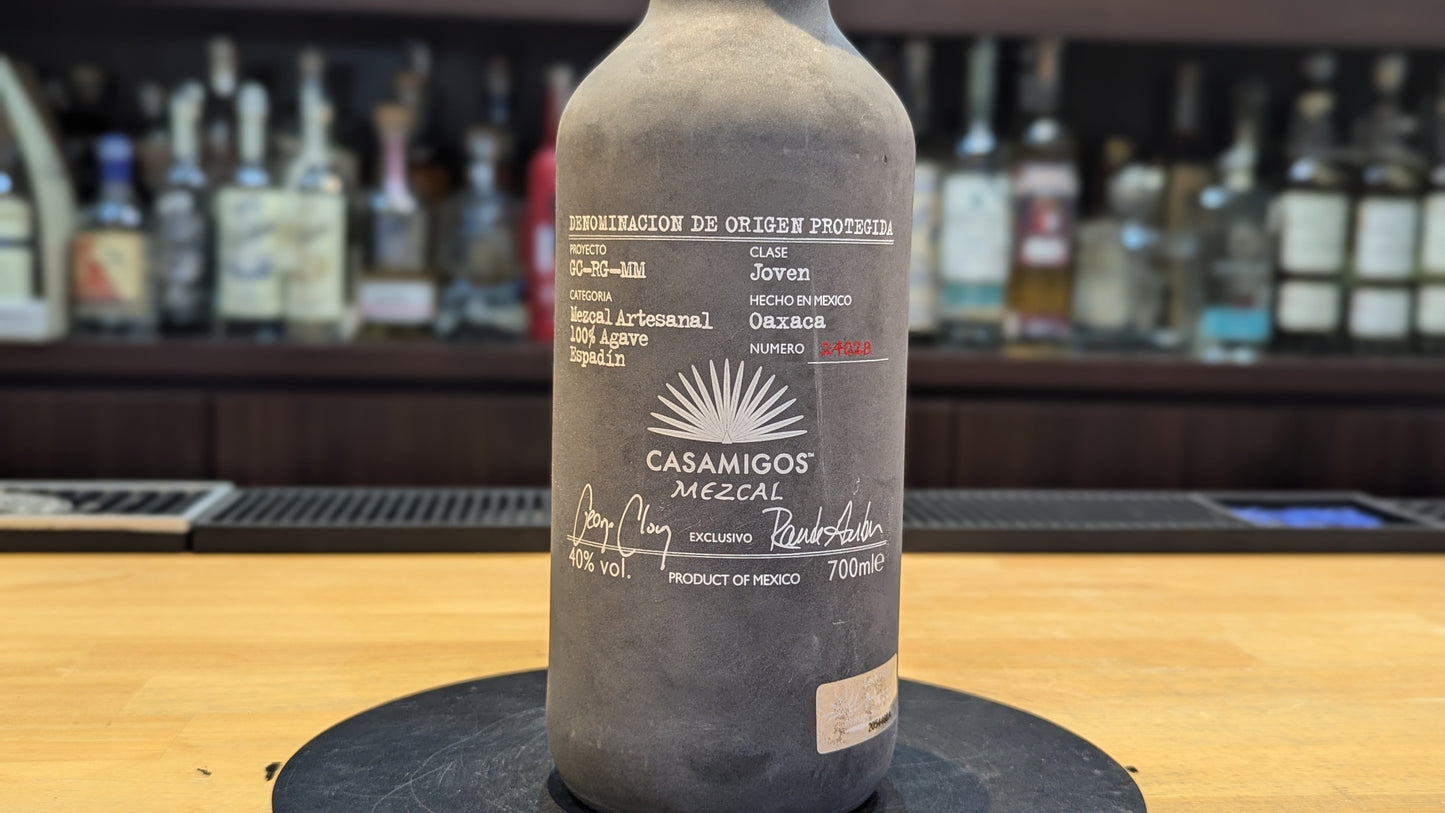 DENOMINACION DE ORIGEN PROTEGIDA
PROYECTO
GC-RG-MM
CATEGORIA
Mezcal Artesanal
100% Agave
Espadín
CLASE
Joven
HECHO EN MEXICO
Oaxaca
NUMERO
CASAMIGOS™
MEZCAL
EXCLUSIVO
40% vol.
PRODUCT OF MEXICO
700ml℮